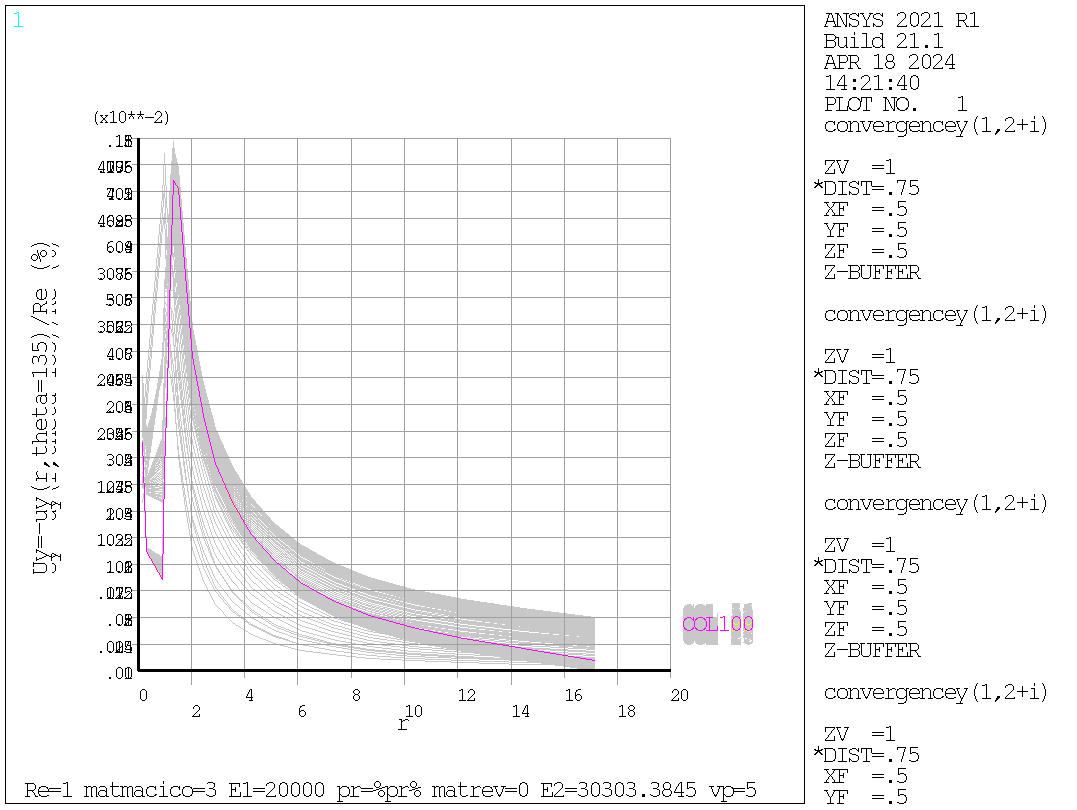 1
ANSYS 2021 R1
Build 21.1
APR 18 2024
14:21:40
PLOT NO. 1
convergencey(1,2+i)
ZV =1
*DIST=.75
XF =.5
YF =.5
ZF =.5
Z-BUFFER
convergencey(1,2+i)
ZV =1
*DIST=.75
XF =.5
YF =.5
ZF =.5
Z-BUFFER
convergencey(1,2+i)
ZV =1
*DIST=.75
XF =.5
YF =.5
ZF =.5
Z-BUFFER
convergencey(1,2+i)
ZV =1
*DIST=.75
XF =.5
YF =.5
(x10**-2)
Uy=-uy(r,theta=135)/Re (%)
COL100
0 2 4 6 8 10 12 14 16 18 20
r
Re=1 matmacico=3 E1=20000 pr=%pr% matrev=0 E2=30303.3845 vp=5